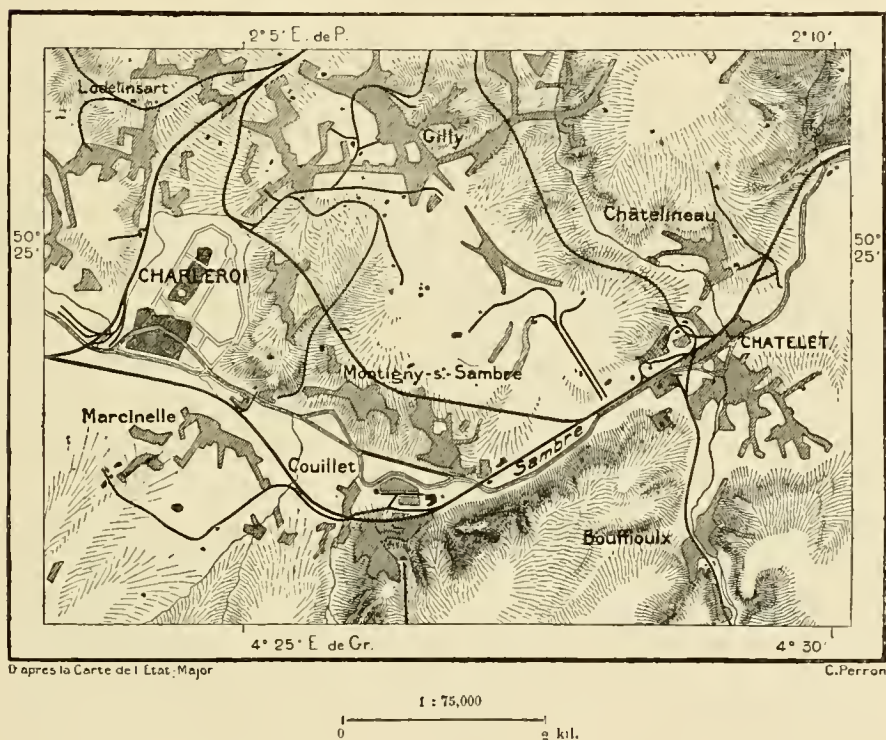 2° 5' E. de P. 2° 10'
Lodelinsart
Gilly
Châtelineau
50° 25'
50° 25'
CHARLEROI
CHATELET
Montigny-s.-Sambre
Marcinelle
Sambre
Couillet
Bouffioulx
4° 25' E de Gr. 4° 30'
D'après la Carte de l'Etat-Major C. Perron
1 : 75,000
0 2 kil.